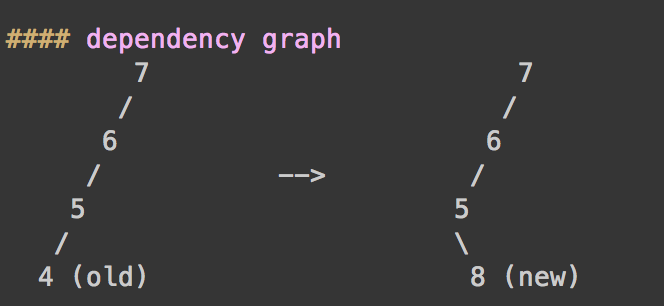 #### dependency graph
        7                       7
       /                       /
      6                       6
     /           -->         /
    5                       5
   /                        \
  4 (old)                    8 (new)